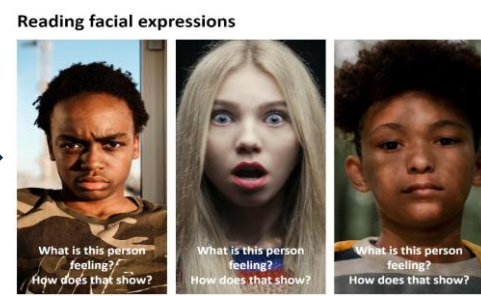 Reading facial expressions
What is this person
feeling?
How does that show?
What is this person
feeling?
How does that show?
What is this person
feeling?
How does that show?